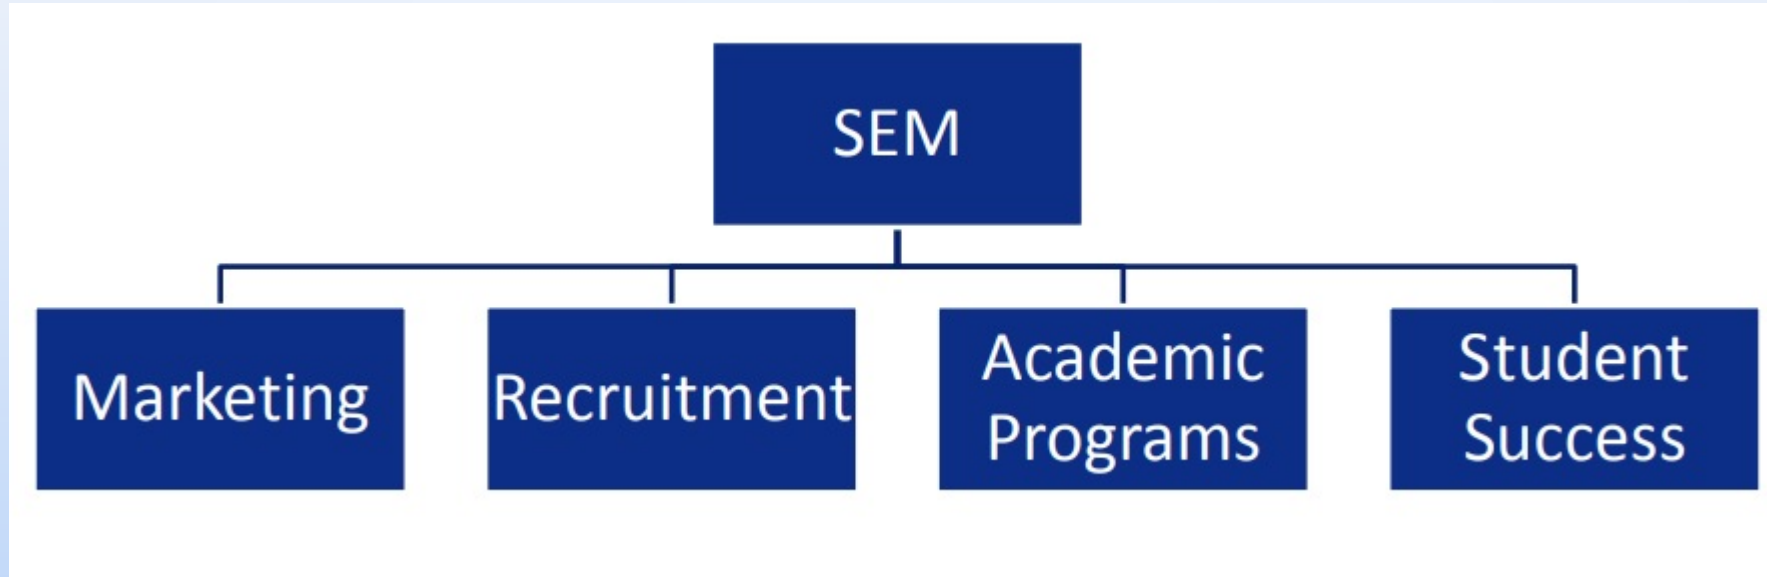 SEM
Marketing
Recruitment
Academic
Programs
Student
Success